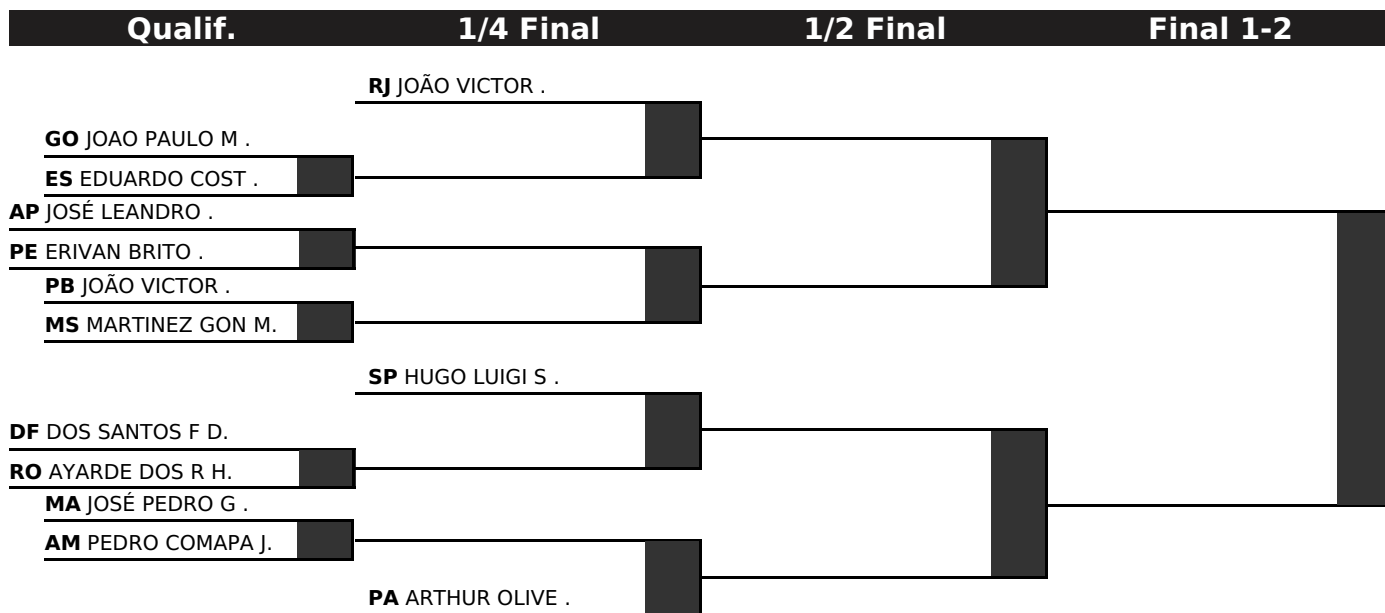 Qualif. 1/4 Final 1/2 Final Final 1-2
RJ JOÃO VICTOR .
GO JOAO PAULO M .
ES EDUARDO COST .
AP JOSÉ LEANDRO .
PE ERIVAN BRITO .
PB JOÃO VICTOR .
MS MARTINEZ GON M.
SP HUGO LUIGI S .
DF DOS SANTOS F D.
RO AYARDE DOS R H.
MA JOSÉ PEDRO G .
AM PEDRO COMAPA J.
PA ARTHUR OLIVE .